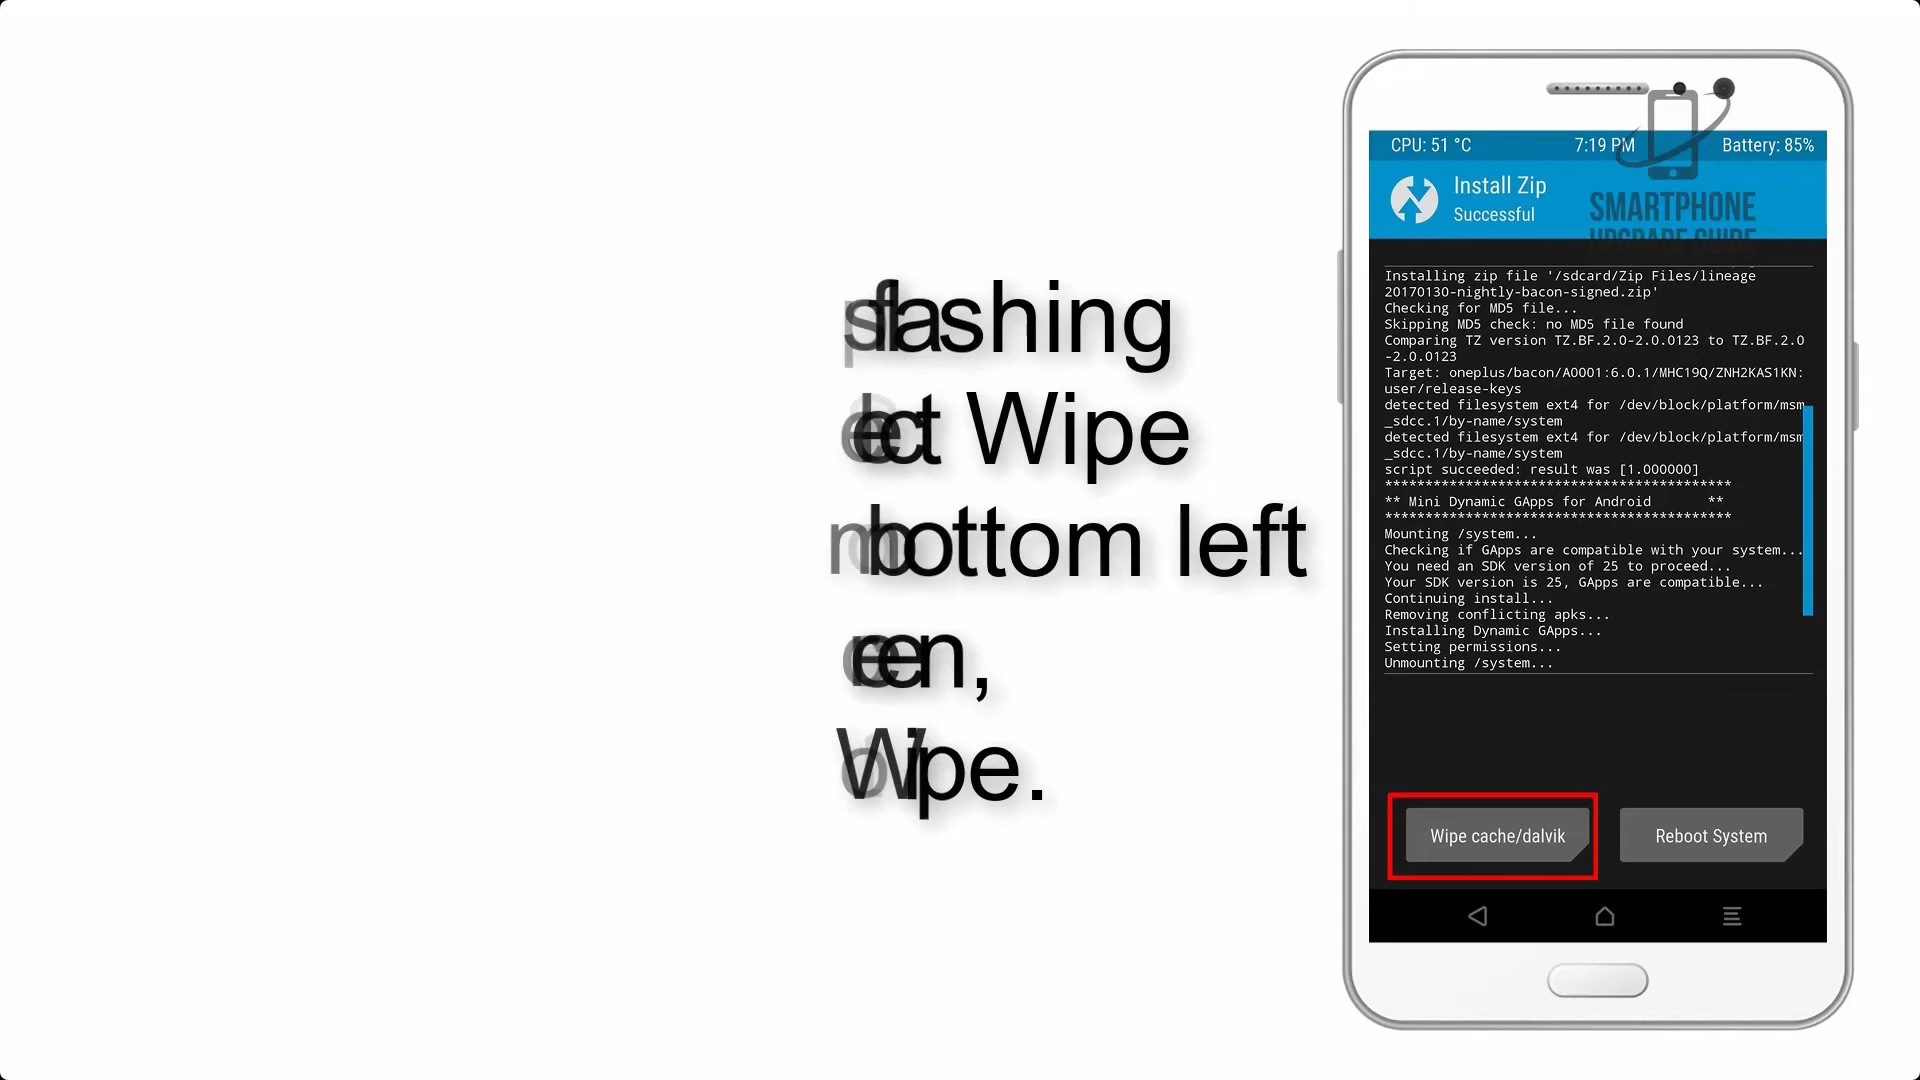 flashing
ct Wipe
bottom left
en,
Wipe.
CPU: 51 °C 7:19 PM Battery: 85%
Install Zip
Successful
SMARTPHONE
UPGRADE GUIDE
Installing zip file '/sdcard/Zip Files/lineage
20170130-nightly-bacon-signed.zip'
Checking for MD5 file...
Skipping MD5 check: no MD5 file found
Comparing TZ version TZ.BF.2.0-2.0.0123 to TZ.BF.2.0
-2.0.0123
Target: oneplus/bacon/A0001:6.0.1/MHC19Q/ZNH2KAS1KN:
user/release-keys
detected filesystem ext4 for /dev/block/platform/msm
_sdcc.1/by-name/system
detected filesystem ext4 for /dev/block/platform/msm
_sdcc.1/by-name/system
script succeeded: result was [1.000000]
*******************************************
** Mini Dynamic GApps for Android **
*******************************************
Mounting /system...
Checking if GApps are compatible with your system...
You need an SDK version of 25 to proceed...
Your SDK version is 25, GApps are compatible...
Continuing install...
Removing conflicting apks...
Installing Dynamic GApps...
Setting permissions...
Unmounting /system...
Wipe cache/dalvik Reboot System